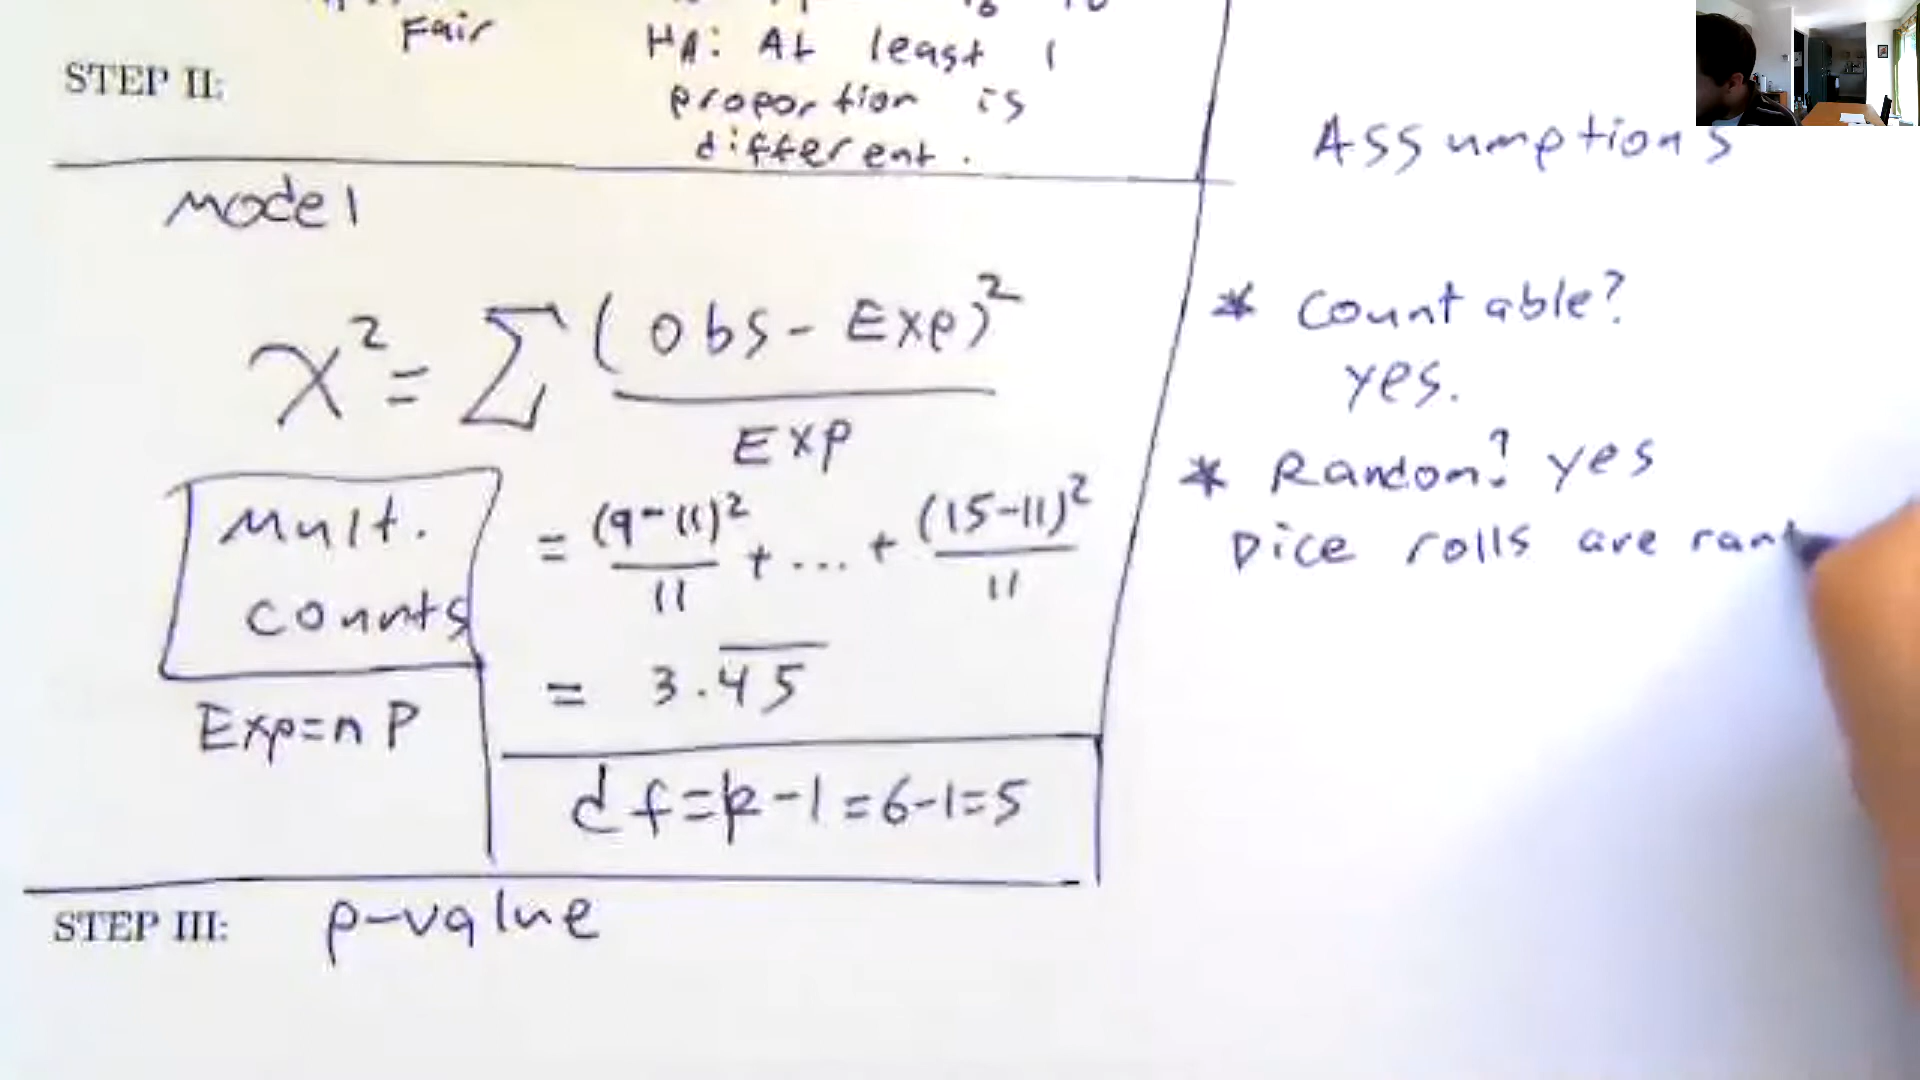 Fair
HA: At least 1
STEP II:
proportion is
different.
Model
χ² = ∑ (Obs - Exp)²
Exp
Mult.
counts
Exp=nP
= (9-11)² + ... + (15-11)²
11 11
= 3.4̅5̅
df=k-1=6-1=5
STEP III: p-value
Assumptions
* Countable?
yes.
* Random? yes
Dice rolls are